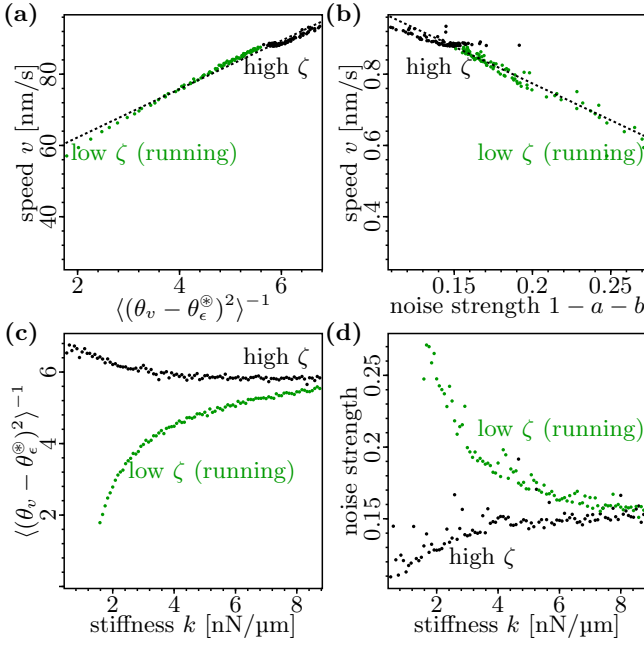 (a)
speed v [nm/s]
80
60
40
high ζ
low ζ (running)
2
4
6
⟨(θ_v − θ_ϵ^⊛)^2⟩^−1
(b)
speed v [nm/s]
0.8
0.6
0.4
high ζ
low ζ (running)
0.15
0.2
0.25
noise strength 1 − a − b
(c)
⟨(θ_v − θ_ϵ^⊛)^2⟩^−1
6
4
2
high ζ
low ζ (running)
2
4
6
8
stiffness k [nN/µm]
(d)
noise strength
0.25
0.2
0.15
low ζ (running)
high ζ
2
4
6
8
stiffness k [nN/µm]